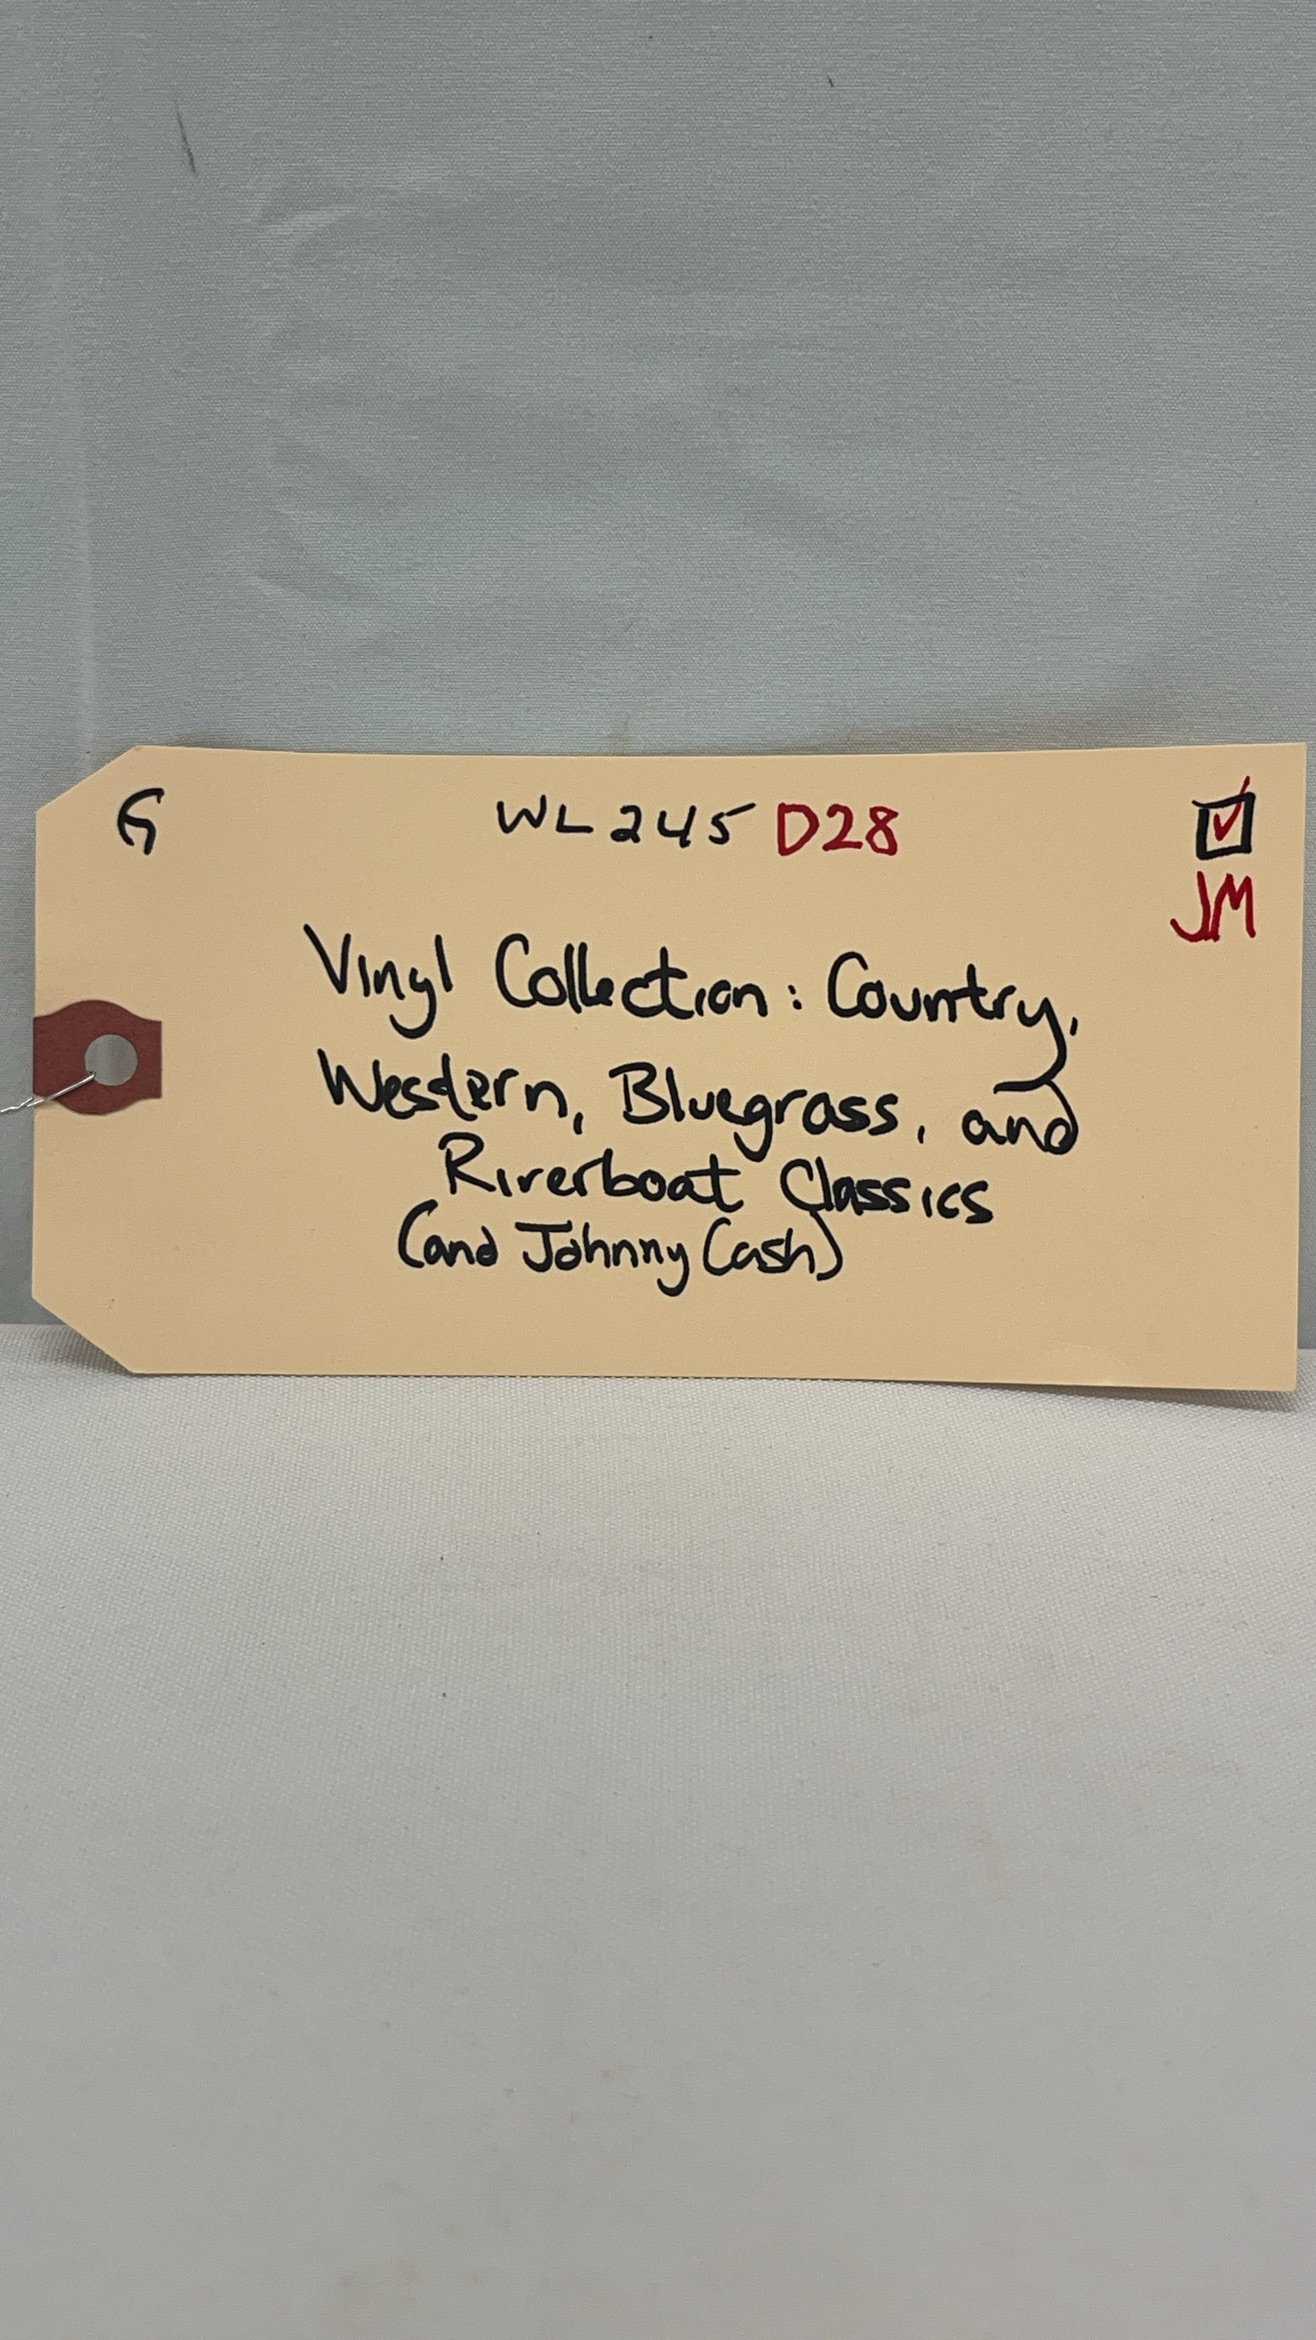 G WL245 D28 ☑
JM
Vinyl Collection: Country,
Western, Bluegrass, and
Riverboat Classics
(and Johnny Cash)